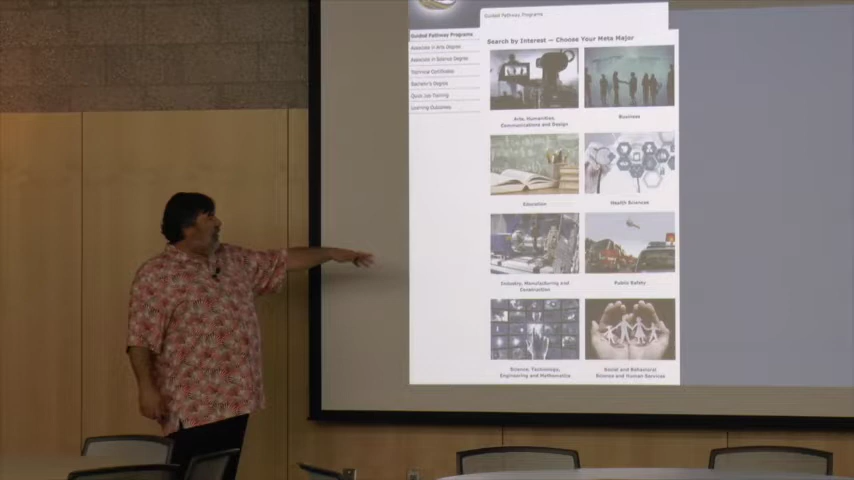 Guided Pathway Programs
Guided Pathway Programs
Associate in Arts Degree
Associate in Science Degree
Technical Certificates
Bachelor's Degree
Quick Job Training
Learning Outcomes
Search by Interest — Choose Your Meta Major
Arts, Humanities,
Communications and Design
Business
Education
Health Sciences
Industry, Manufacturing and
Construction
Public Safety
Science, Technology,
Engineering and Mathematics
Social and Behavioral
Science and Human Services